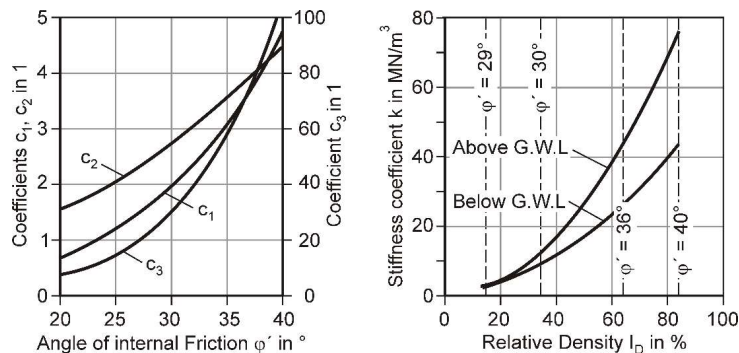 Coefficients c₁, c₂ in 1
5
4
3
2
1
0
c₂
c₁
c₃
100
80
60
40
20
0
Coefficient c₃ in 1
20 25 30 35 40
Angle of internal Friction φ´ in °
Stiffness coefficient k in MN/m³
80
60
40
20
0
φ´ = 29°
φ´ = 30°
Above G.W.L
Below G.W.L
φ´ = 36°
φ´ = 40°
0 20 40 60 80 100
Relative Density I_D in %